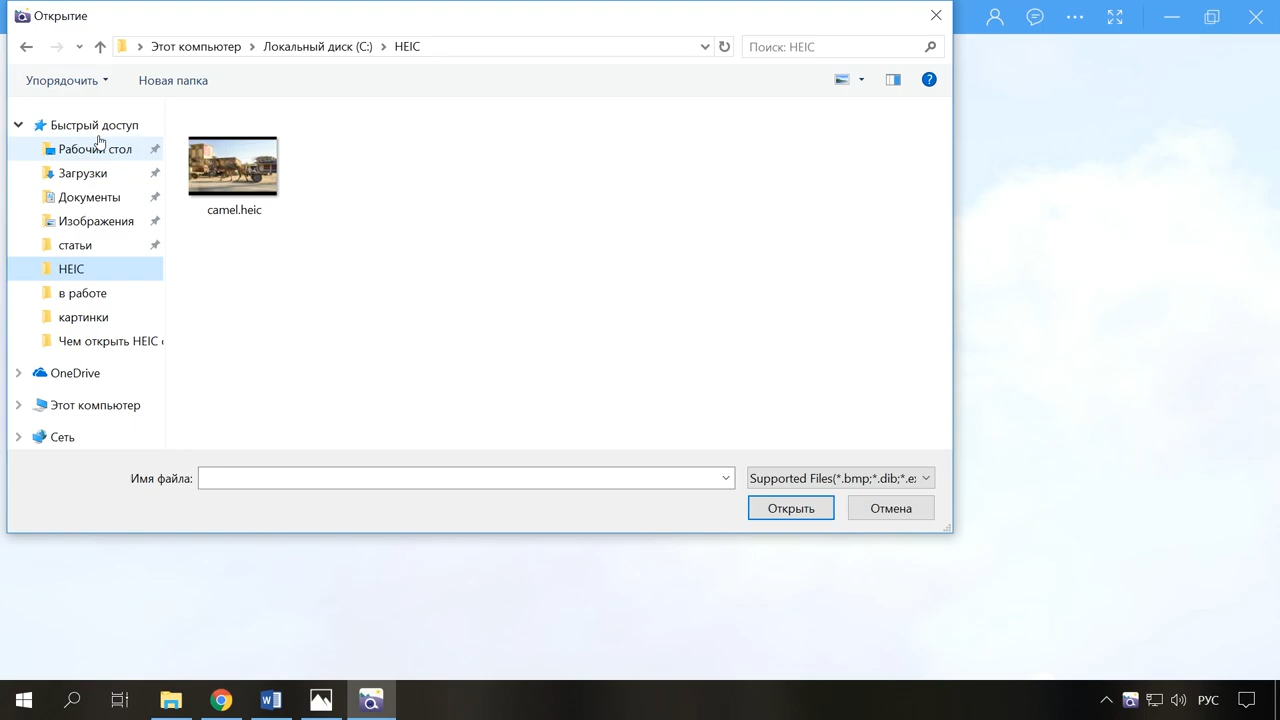 Открытие
Этот компьютер
Локальный диск (C:)
HEIC
Поиск: HEIC
Упорядочить
Новая папка
Быстрый доступ
Рабочий стол
Загрузки
Документы
Изображения
статьи
HEIC
в работе
картинки
Чем открыть HEIC
OneDrive
Этот компьютер
Сеть
camel.heic
Имя файла:
Supported Files(*.bmp;*.dib;*.e
Открыть
Отмена
РУС